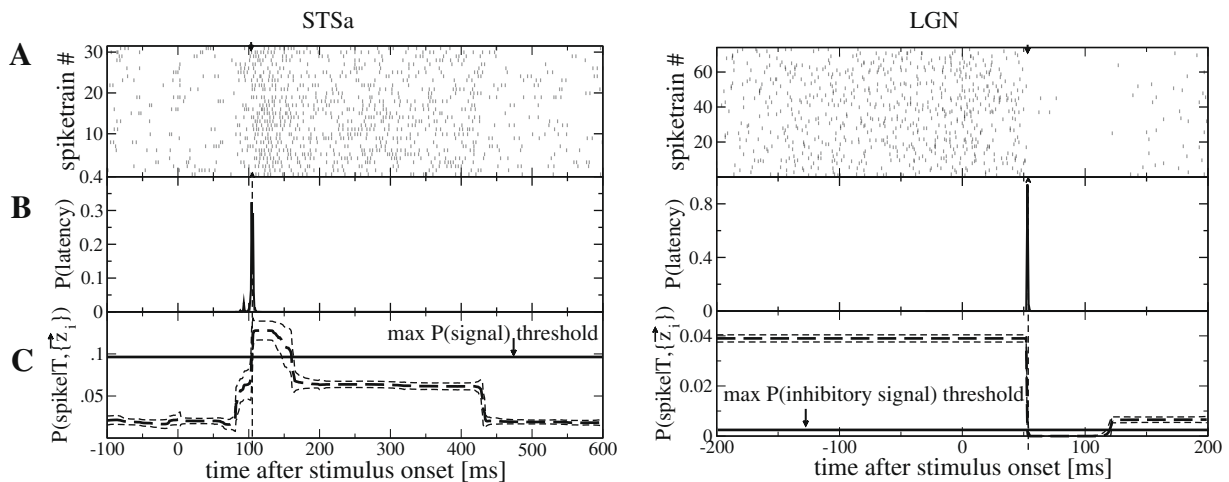 STSa
LGN
A
spiketrain #
30
20
10
0.4
spiketrain #
60
40
20
B
P(latency)
0.3
0.2
0.1
0
P(latency)
0.8
0.4
0
C
P(spike|T,{z⃗_i})
.1
.05
max P(signal) threshold
-100 0 100 200 300 400 500 600
time after stimulus onset [ms]
P(spike|T,{z⃗_i})
0.04
0.02
0
max P(inhibitory signal) threshold
-200 -100 0 100 200
time after stimulus onset [ms]